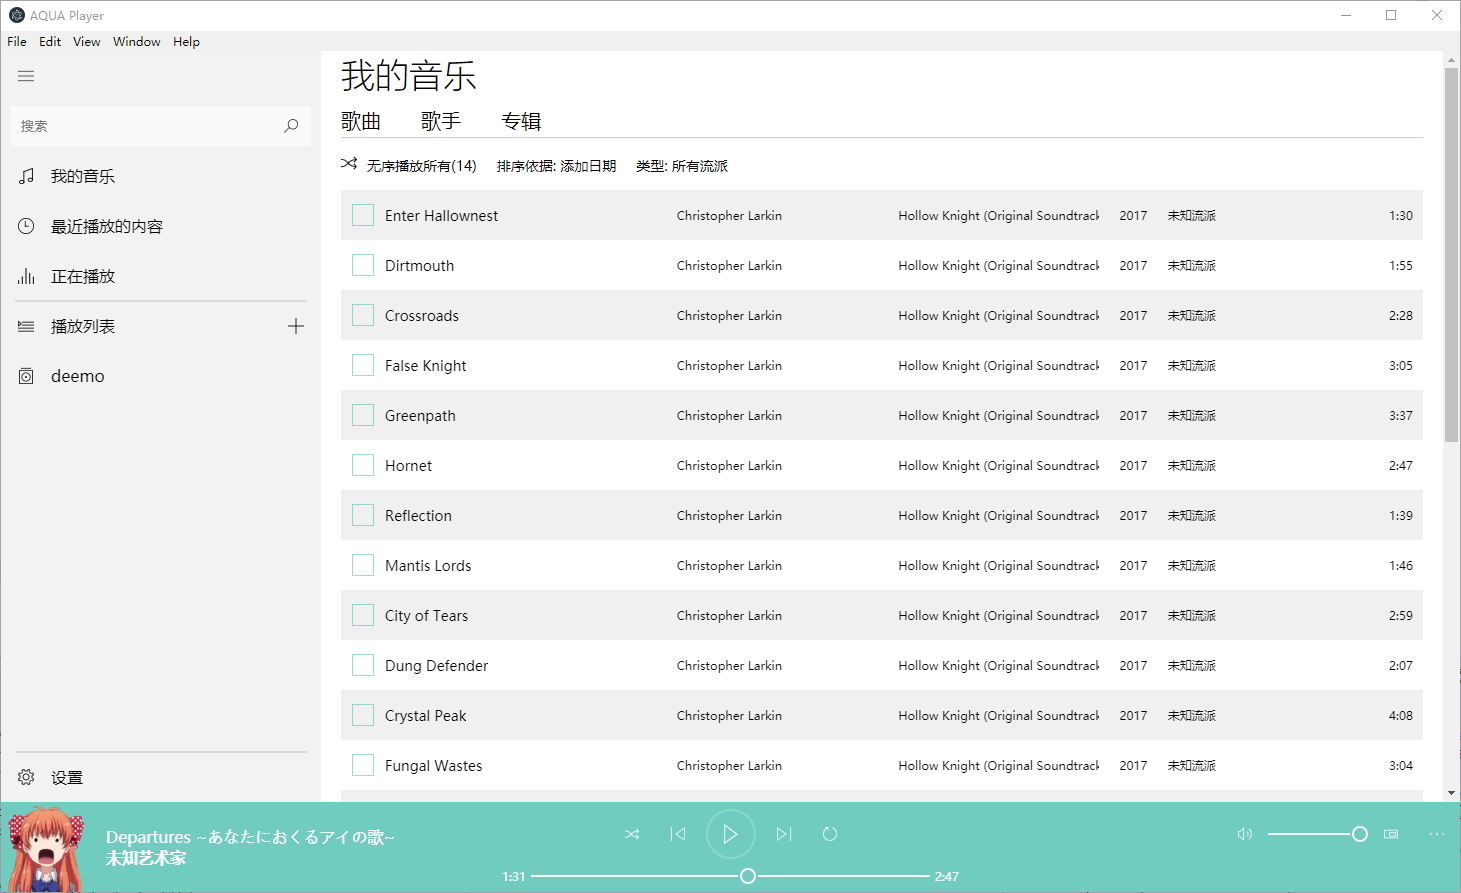 AQUA Player
File Edit View Window Help
搜索
我的音乐
最近播放的内容
正在播放
播放列表
deemo
设置
我的音乐
歌曲 歌手 专辑
无序播放所有(14) 排序依据: 添加日期 类型: 所有流派
Enter Hallownest Christopher Larkin Hollow Knight (Original Soundtrack 2017 未知流派 1:30
Dirtmouth Christopher Larkin Hollow Knight (Original Soundtrack 2017 未知流派 1:55
Crossroads Christopher Larkin Hollow Knight (Original Soundtrack 2017 未知流派 2:28
False Knight Christopher Larkin Hollow Knight (Original Soundtrack 2017 未知流派 3:05
Greenpath Christopher Larkin Hollow Knight (Original Soundtrack 2017 未知流派 3:37
Hornet Christopher Larkin Hollow Knight (Original Soundtrack 2017 未知流派 2:47
Reflection Christopher Larkin Hollow Knight (Original Soundtrack 2017 未知流派 1:39
Mantis Lords Christopher Larkin Hollow Knight (Original Soundtrack 2017 未知流派 1:46
City of Tears Christopher Larkin Hollow Knight (Original Soundtrack 2017 未知流派 2:59
Dung Defender Christopher Larkin Hollow Knight (Original Soundtrack 2017 未知流派 2:07
Crystal Peak Christopher Larkin Hollow Knight (Original Soundtrack 2017 未知流派 4:08
Fungal Wastes Christopher Larkin Hollow Knight (Original Soundtrack 2017 未知流派 3:04
Departures ~あなたにおくるアイの歌~
未知艺术家
1:31 2:47